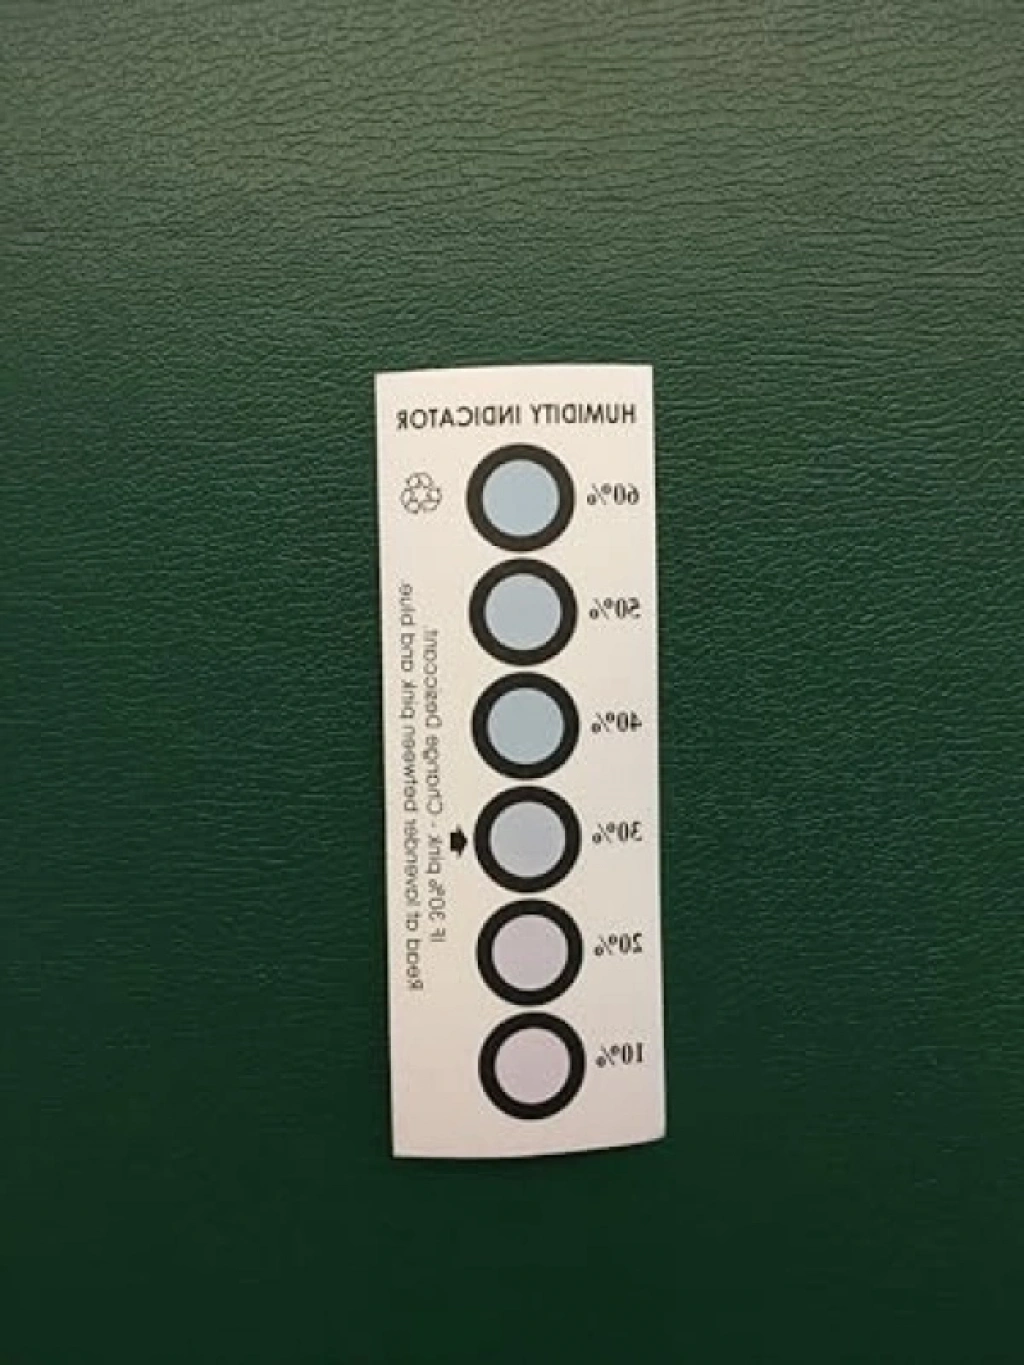 HUMIDITY INDICATOR
60%
50%
40%
30%
20%
10%
Read at lavender between pink and blue.
IF 30% pink - Change Desiccant.